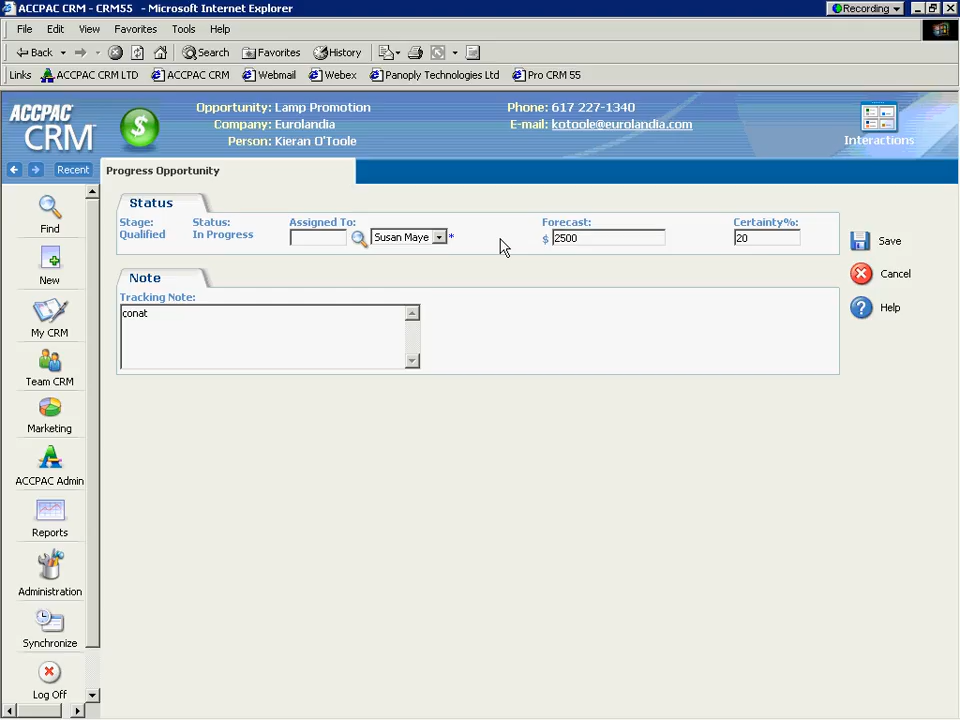 ACCPAC CRM - CRM55 - Microsoft Internet Explorer
Recording
File Edit View Favorites Tools Help
Back Search Favorites History
Links ACCPAC CRM LTD ACCPAC CRM Webmail Webex Panoply Technologies Ltd Pro CRM 55
ACCPAC CRM
Opportunity: Lamp Promotion
Company: Eurolandia
Person: Kieran O'Toole
Phone: 617 227-1340
E-mail: kotoole@eurolandia.com
Interactions
Recent
Progress Opportunity
Find
New
My CRM
Team CRM
Marketing
ACCPAC Admin
Reports
Administration
Synchronize
Log Off
Status
Stage: Status: Assigned To: Forecast: Certainty%:
Qualified In Progress Susan Maye * $ 2500 20
Note
Tracking Note:
conat
Save
Cancel
Help